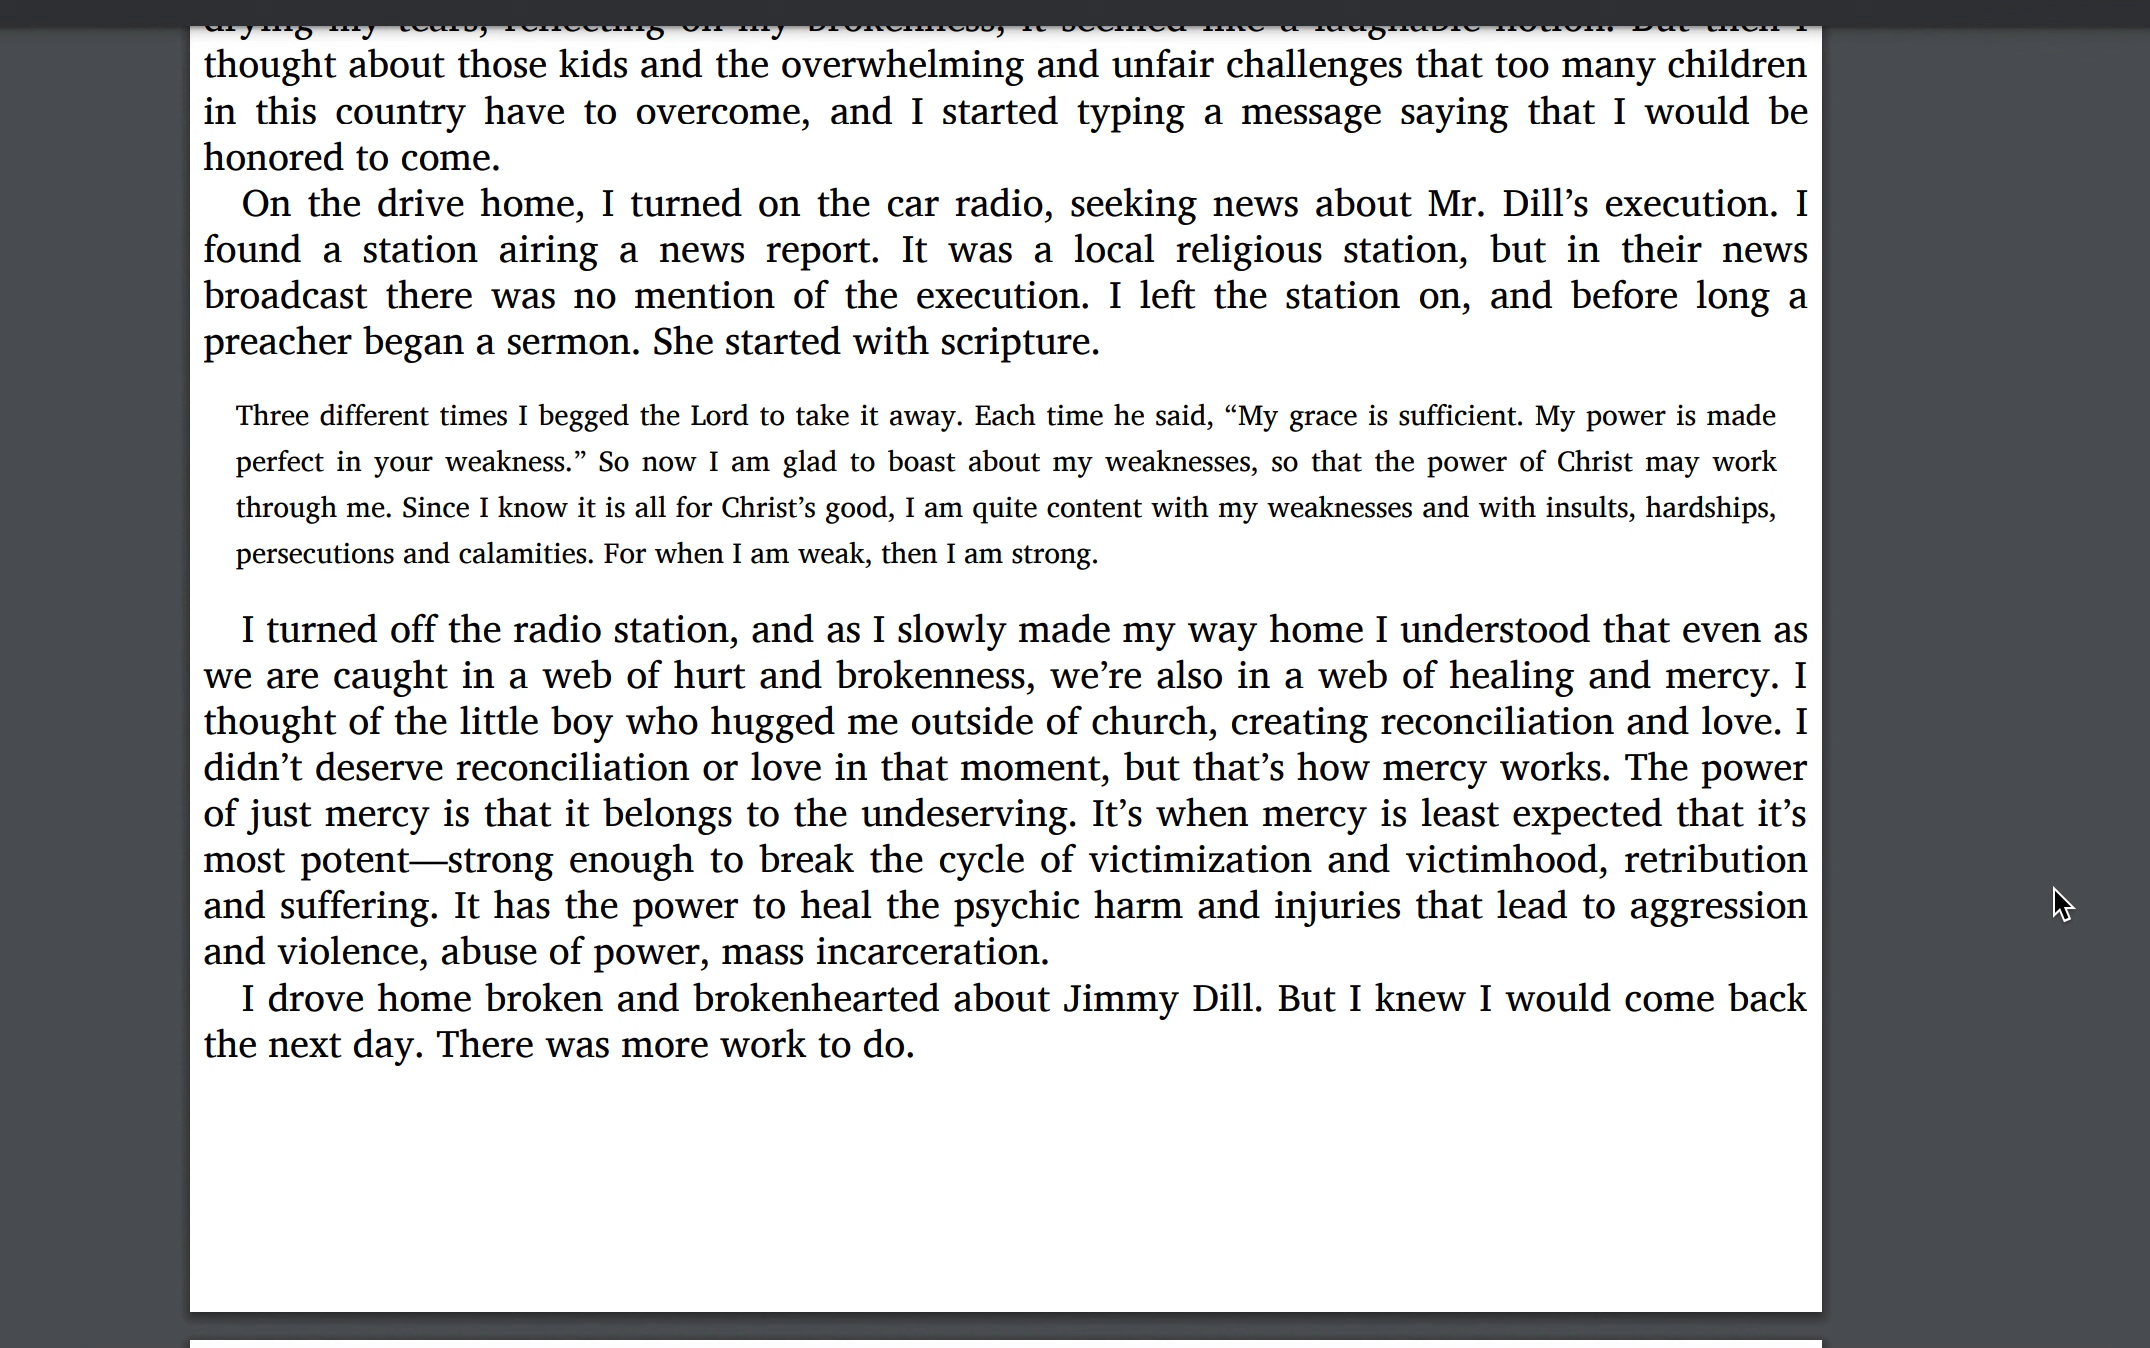 drying my tears, reflecting on my brokenness, it seemed like a laughable notion. But then I
thought about those kids and the overwhelming and unfair challenges that too many children
in this country have to overcome, and I started typing a message saying that I would be
honored to come.
On the drive home, I turned on the car radio, seeking news about Mr. Dill’s execution. I
found a station airing a news report. It was a local religious station, but in their news
broadcast there was no mention of the execution. I left the station on, and before long a
preacher began a sermon. She started with scripture.
Three different times I begged the Lord to take it away. Each time he said, “My grace is sufficient. My power is made
perfect in your weakness.” So now I am glad to boast about my weaknesses, so that the power of Christ may work
through me. Since I know it is all for Christ’s good, I am quite content with my weaknesses and with insults, hardships,
persecutions and calamities. For when I am weak, then I am strong.
I turned off the radio station, and as I slowly made my way home I understood that even as
we are caught in a web of hurt and brokenness, we’re also in a web of healing and mercy. I
thought of the little boy who hugged me outside of church, creating reconciliation and love. I
didn’t deserve reconciliation or love in that moment, but that’s how mercy works. The power
of just mercy is that it belongs to the undeserving. It’s when mercy is least expected that it’s
most potent—strong enough to break the cycle of victimization and victimhood, retribution
and suffering. It has the power to heal the psychic harm and injuries that lead to aggression
and violence, abuse of power, mass incarceration.
I drove home broken and brokenhearted about Jimmy Dill. But I knew I would come back
the next day. There was more work to do.